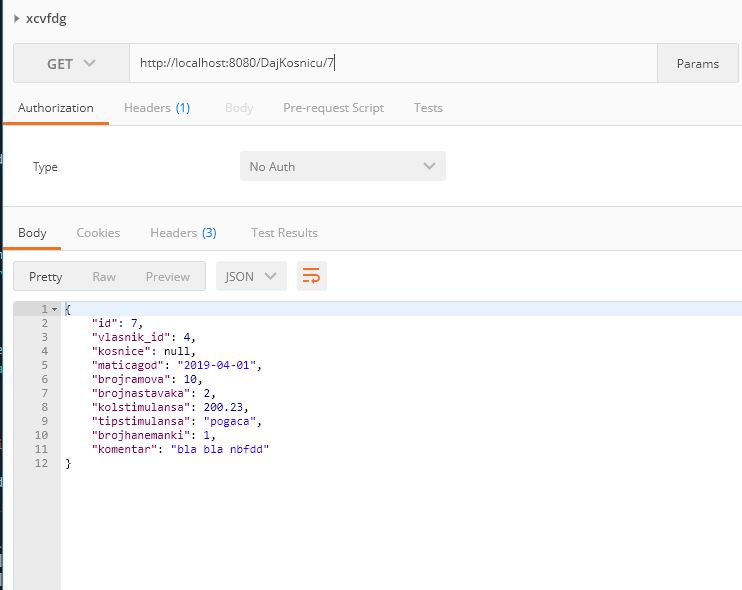 xcvfdg
GET http://localhost:8080/DajKosnicu/7 Params
Authorization Headers (1) Body Pre-request Script Tests
Type No Auth
Body Cookies Headers (3) Test Results
Pretty Raw Preview JSON
1 {
2 "id": 7,
3 "vlasnik_id": 4,
4 "kosnice": null,
5 "maticagod": "2019-04-01",
6 "brojramova": 10,
7 "brojnastavaka": 2,
8 "kolstimulansa": 200.23,
9 "tipstimulansa": "pogaca",
10 "brojhanemanki": 1,
11 "komentar": "bla bla nbfdd"
12 }